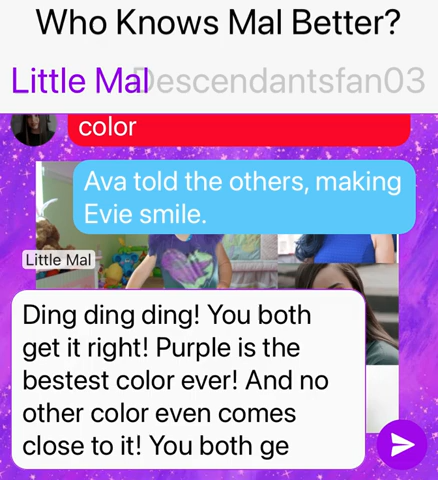 Who Knows Mal Better?
Little Mal Descendantsfan03
color
Ava told the others, making
Evie smile.
Little Mal
Ding ding ding! You both
get it right! Purple is the
bestest color ever! And no
other color even comes
close to it! You both ge